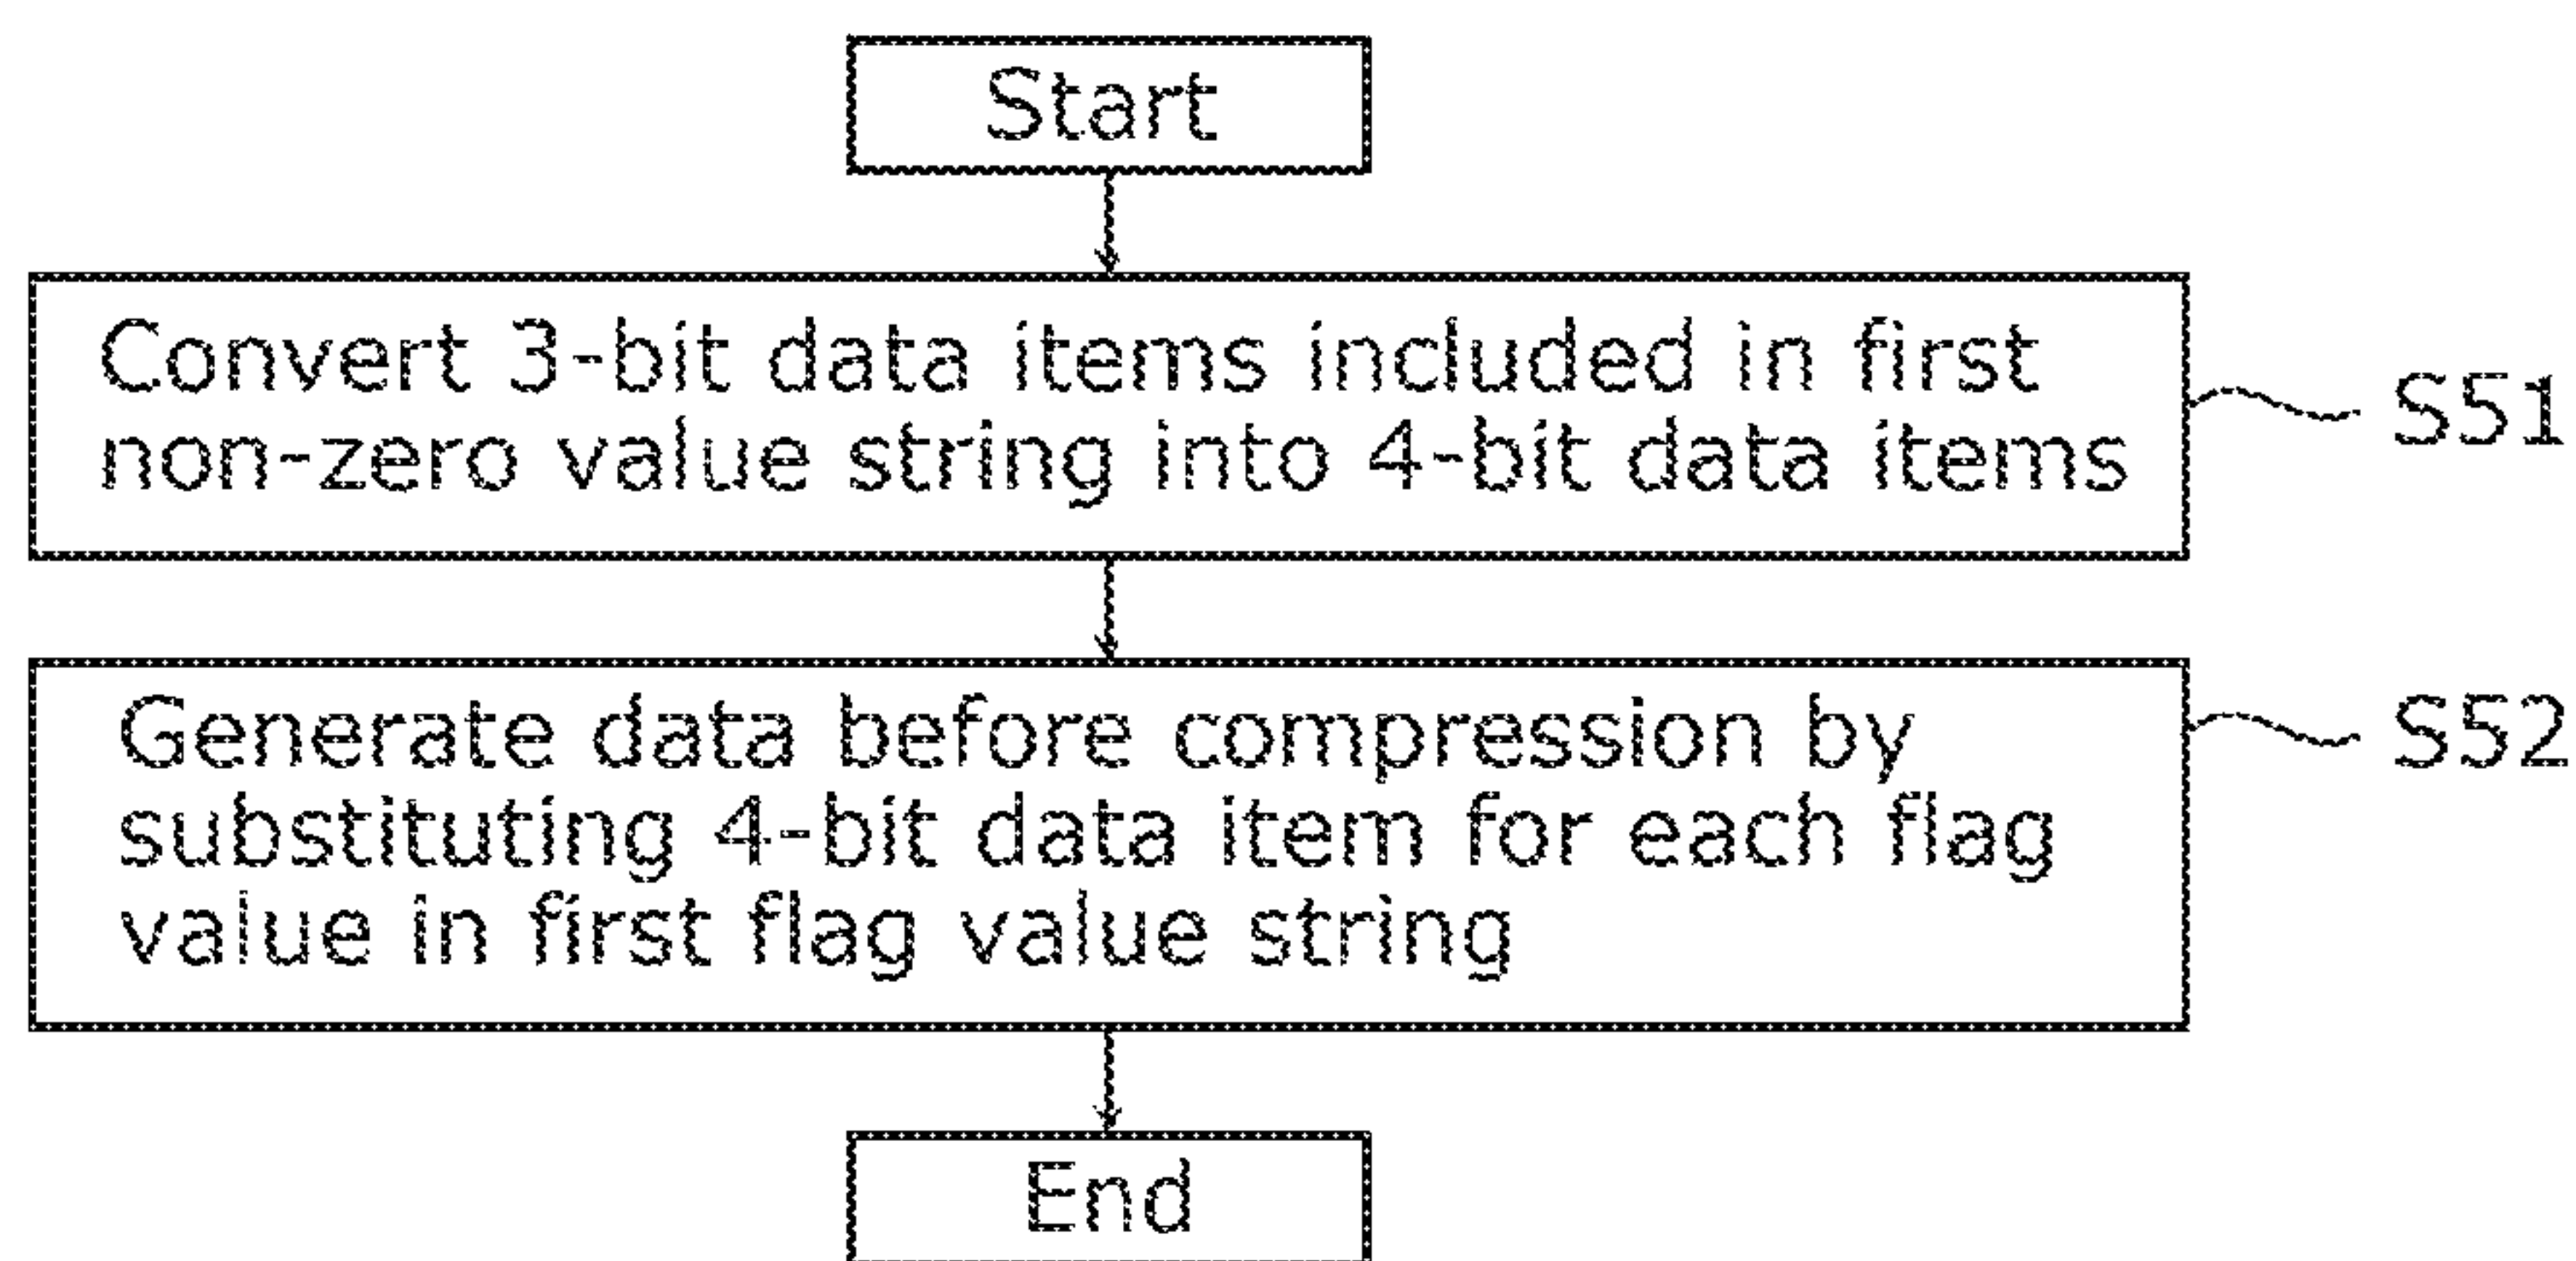 Start
Convert 3-bit data items included in first
non-zero value string into 4-bit data items
S51
Generate data before compression by
substituting 4-bit data item for each flag
value in first flag value string
S52
End